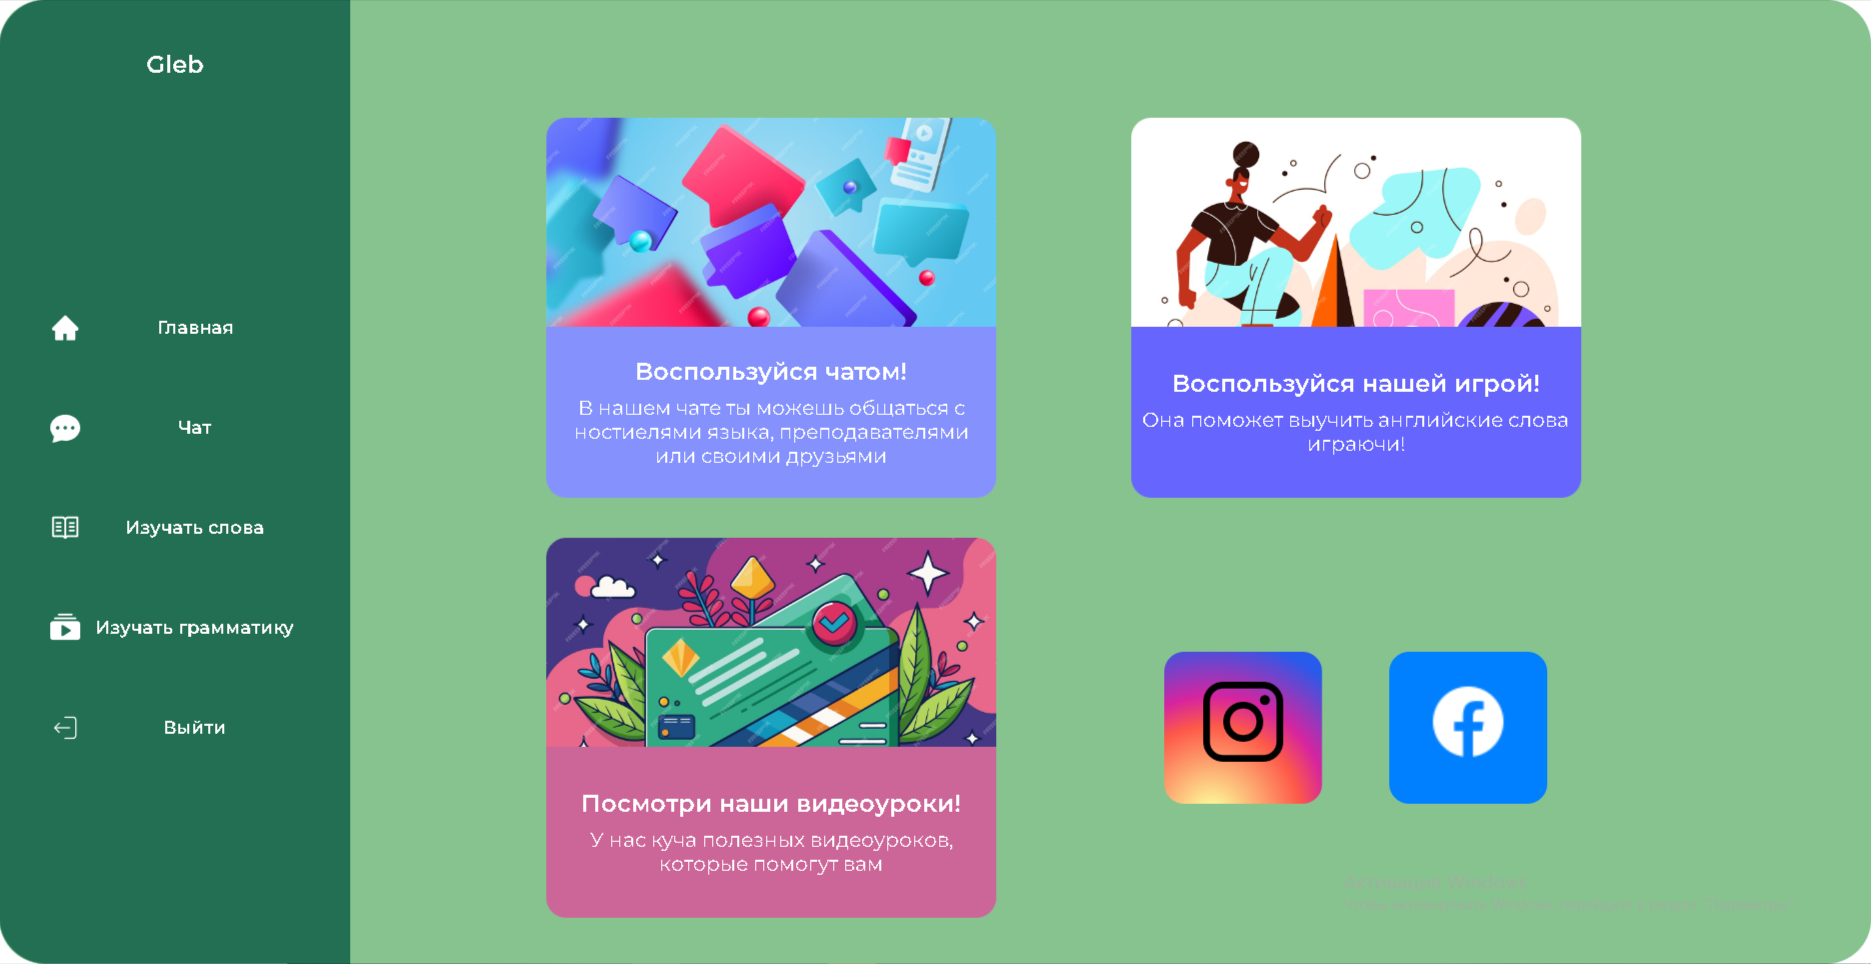 Gleb
Главная
Чат
Изучать слова
Изучать грамматику
Выйти
Воспользуйся чатом!
В нашем чате ты можешь общаться с
ностиелями языка, преподавателями
или своими друзьями
Воспользуйся нашей игрой!
Она поможет выучить английские слова
играючи!
Посмотри наши видеоуроки!
У нас куча полезных видеоуроков,
которые помогут вам
Активация Windows